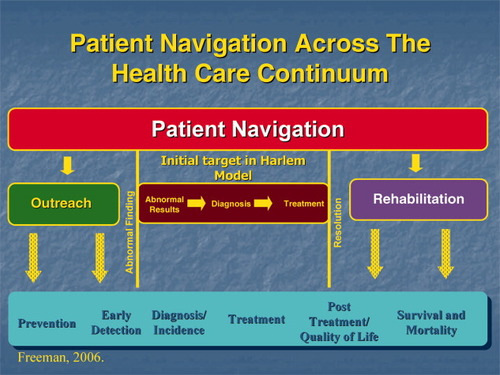 Patient Navigation Across The
Health Care Continuum
Patient Navigation
Initial target in Harlem
Model
Outreach
Abnormal Finding
Abnormal
Results
Diagnosis
Treatment
Resolution
Rehabilitation
Prevention
Early
Detection
Diagnosis/
Incidence
Treatment
Post
Treatment/
Quality of Life
Survival and
Mortality
Freeman, 2006.